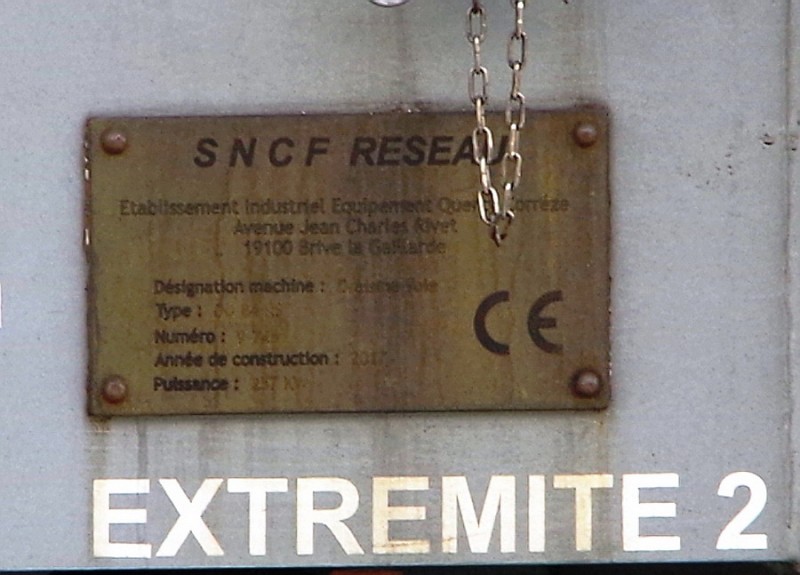 SNCF RESEAU
Etablissement Industriel Equipement Corrèze
Avenue Jean Charles Rivet
19100 Brive la Gaillarde
Désignation machine :
Type :
Numéro :
Année de construction :
Puissance :
CE
EXTREMITE 2